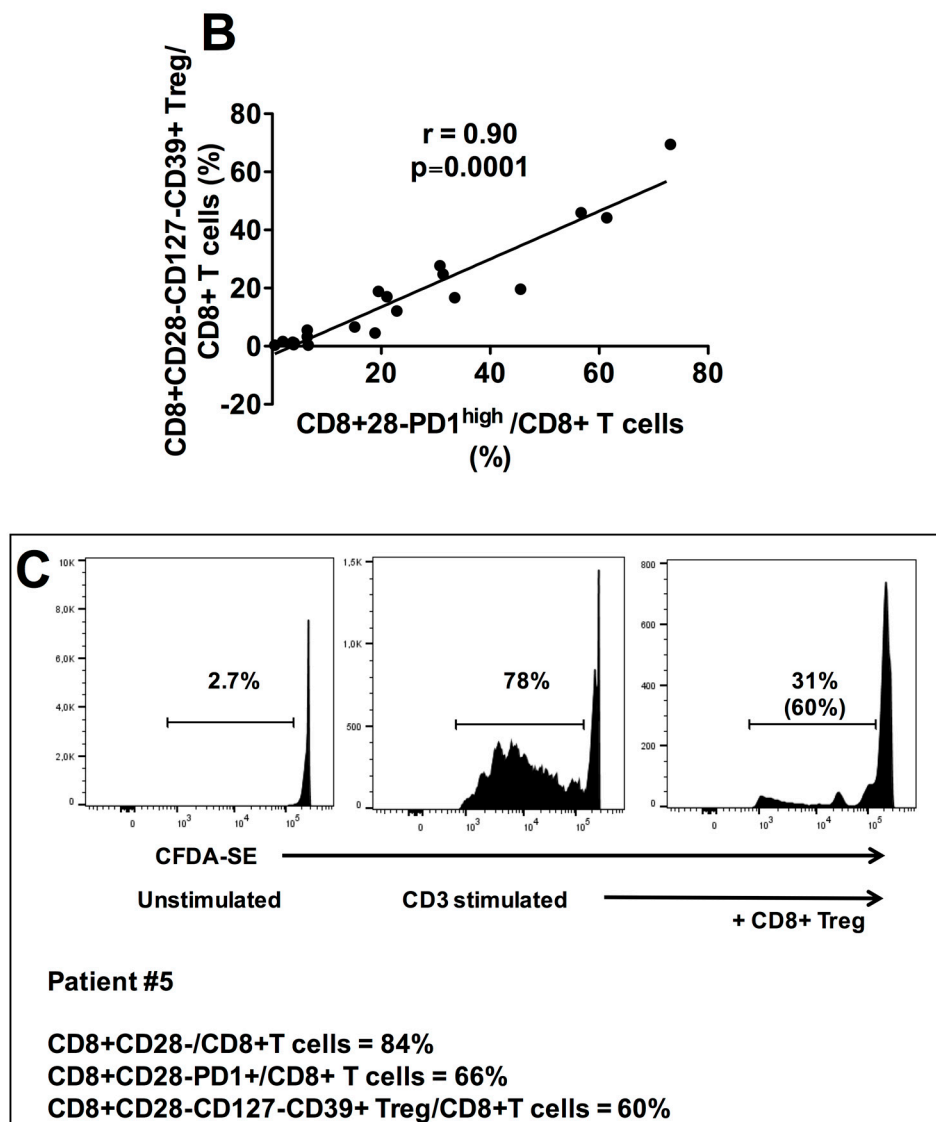 B
CD8+CD28-CD127-CD39+ Treg/
CD8+ T cells (%)
80
60
40
20
0
-20
r = 0.90
p=0.0001
20 40 60 80
CD8+28-PD1high /CD8+ T cells
(%)
C
10K
8,0K
6,0K
4,0K
2,0K
0
2.7%
0 10³ 10⁴ 10⁵
1,5K
1,0K
500
0
78%
0 10³ 10⁴ 10⁵
800
600
400
200
0
31%
(60%)
0 10³ 10⁴ 10⁵
CFDA-SE
Unstimulated
CD3 stimulated
+ CD8+ Treg
Patient #5
CD8+CD28-/CD8+T cells = 84%
CD8+CD28-PD1+/CD8+ T cells = 66%
CD8+CD28-CD127-CD39+ Treg/CD8+T cells = 60%